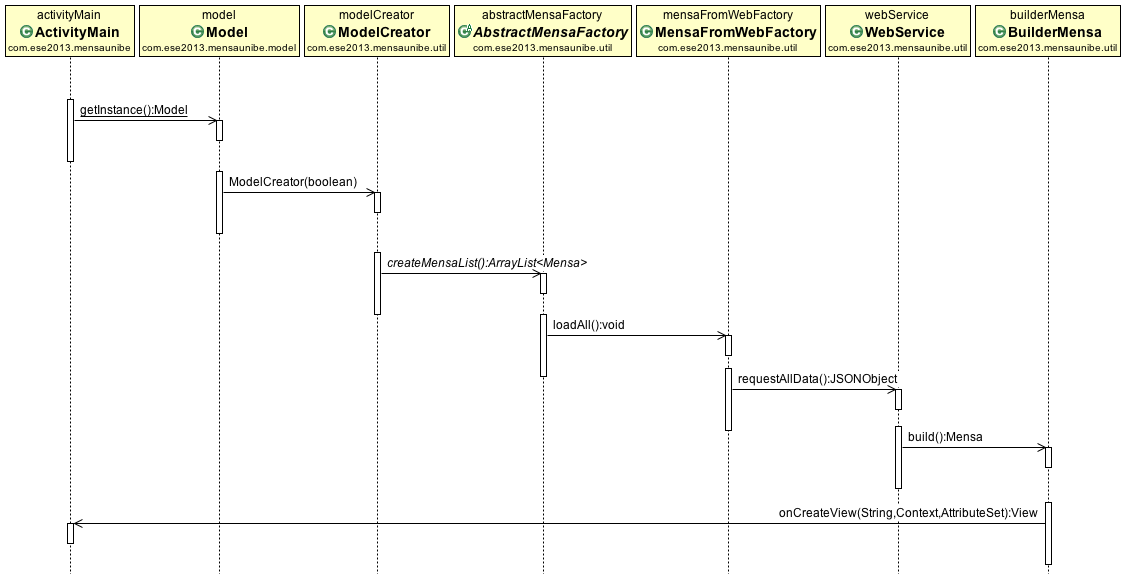 activityMain
ActivityMain
com.ese2013.mensaunibe
model
Model
com.ese2013.mensaunibe.model
modelCreator
ModelCreator
com.ese2013.mensaunibe.util
abstractMensaFactory
AbstractMensaFactory
com.ese2013.mensaunibe.util
mensaFromWebFactory
MensaFromWebFactory
com.ese2013.mensaunibe.util
webService
WebService
com.ese2013.mensaunibe.util
builderMensa
BuilderMensa
com.ese2013.mensaunibe.util
getInstance():Model
ModelCreator(boolean)
createMensaList():ArrayList<Mensa>
loadAll():void
requestAllData():JSONObject
build():Mensa
onCreateView(String,Context,AttributeSet):View